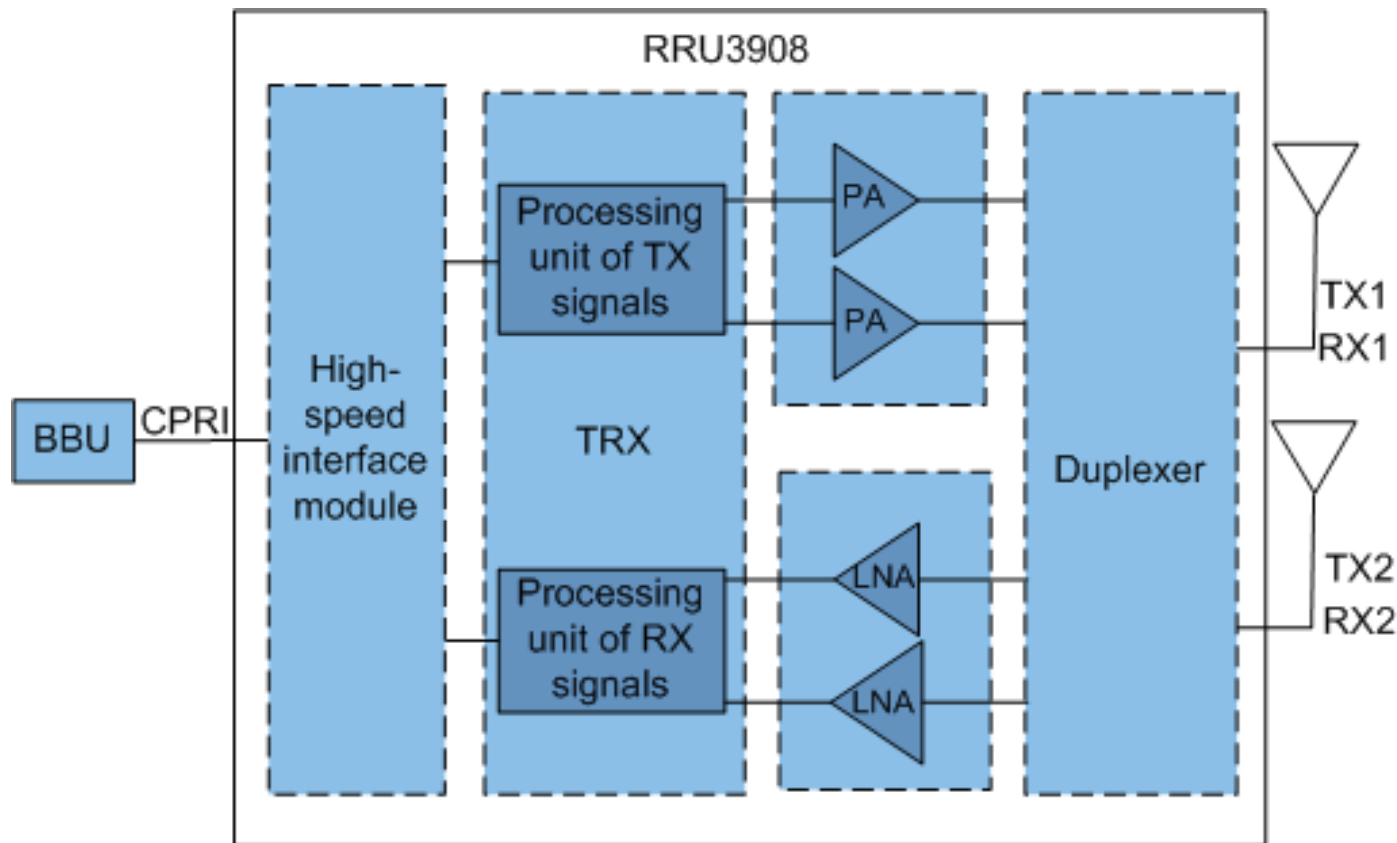 RRU3908
BBU
CPRI
High-
speed
interface
module
Processing
unit of TX
signals
TRX
Processing
unit of RX
signals
PA
PA
LNA
LNA
Duplexer
TX1
RX1
TX2
RX2